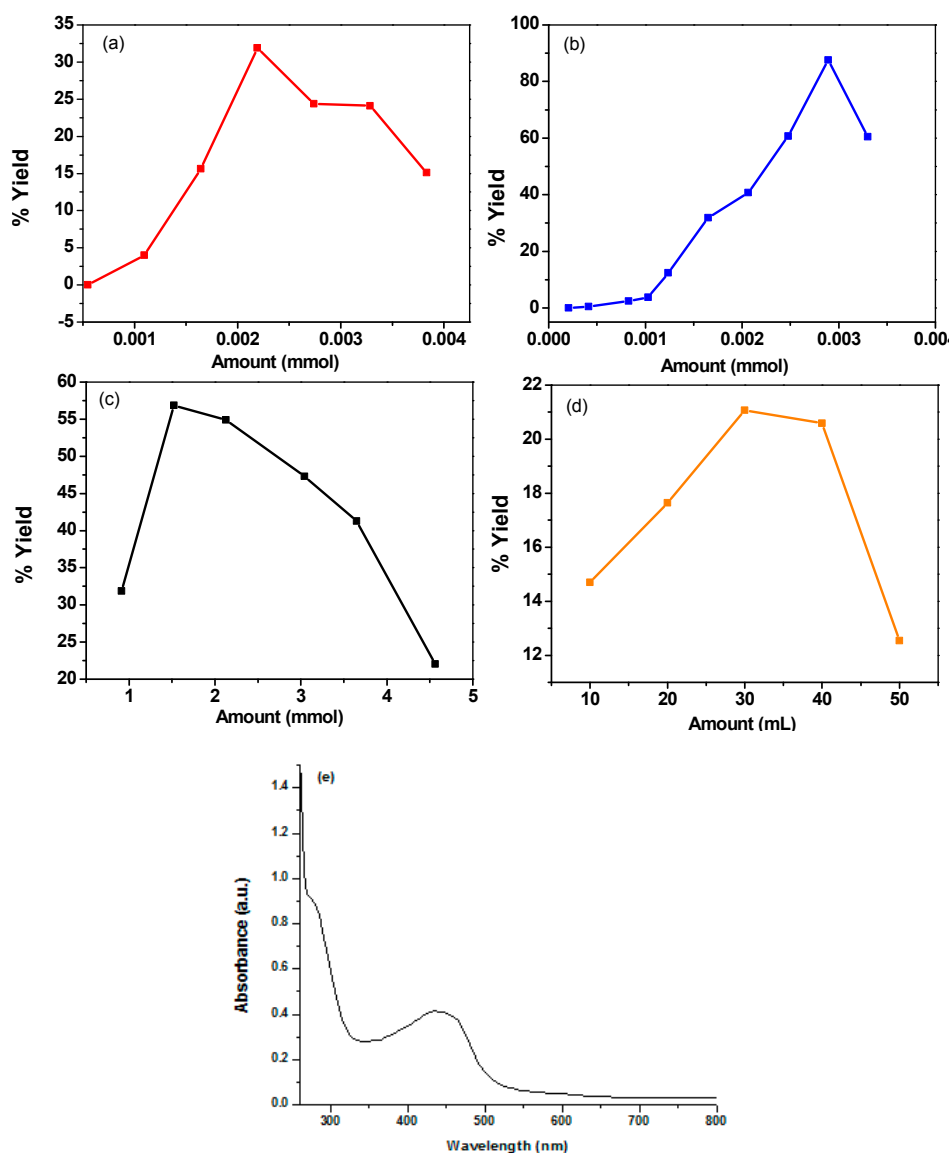 (a)
% Yield
35
30
25
20
15
10
5
0
-5
0.001 0.002 0.003 0.004
Amount (mmol)
(b)
% Yield
100
80
60
40
20
0
0.000 0.001 0.002 0.003 0.004
Amount (mmol)
(c)
% Yield
60
55
50
45
40
35
30
25
20
1 2 3 4 5
Amount (mmol)
(d)
% Yield
22
20
18
16
14
12
10 20 30 40 50
Amount (mL)
(e)
Absorbance (a.u.)
1.4
1.2
1.0
0.8
0.6
0.4
0.2
0.0
300 400 500 600 700 800
Wavelength (nm)